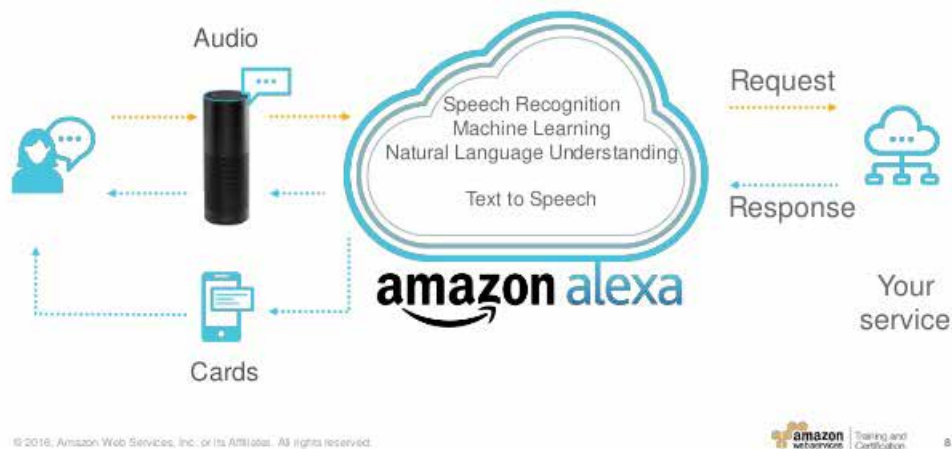 Audio
Speech Recognition
Machine Learning
Natural Language Understanding
Text to Speech
Request
Response
amazon alexa
Your
service
Cards
© 2016, Amazon Web Services, Inc. or its Affiliates. All rights reserved.
amazon
webservices
Training and
Certification
8